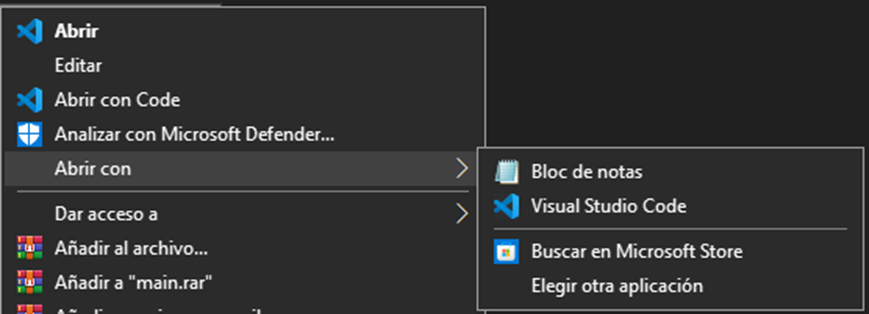 Abrir
Editar
Abrir con Code
Analizar con Microsoft Defender...
Abrir con
Dar acceso a
Añadir al archivo...
Añadir a "main.rar"
Bloc de notas
Visual Studio Code
Buscar en Microsoft Store
Elegir otra aplicación